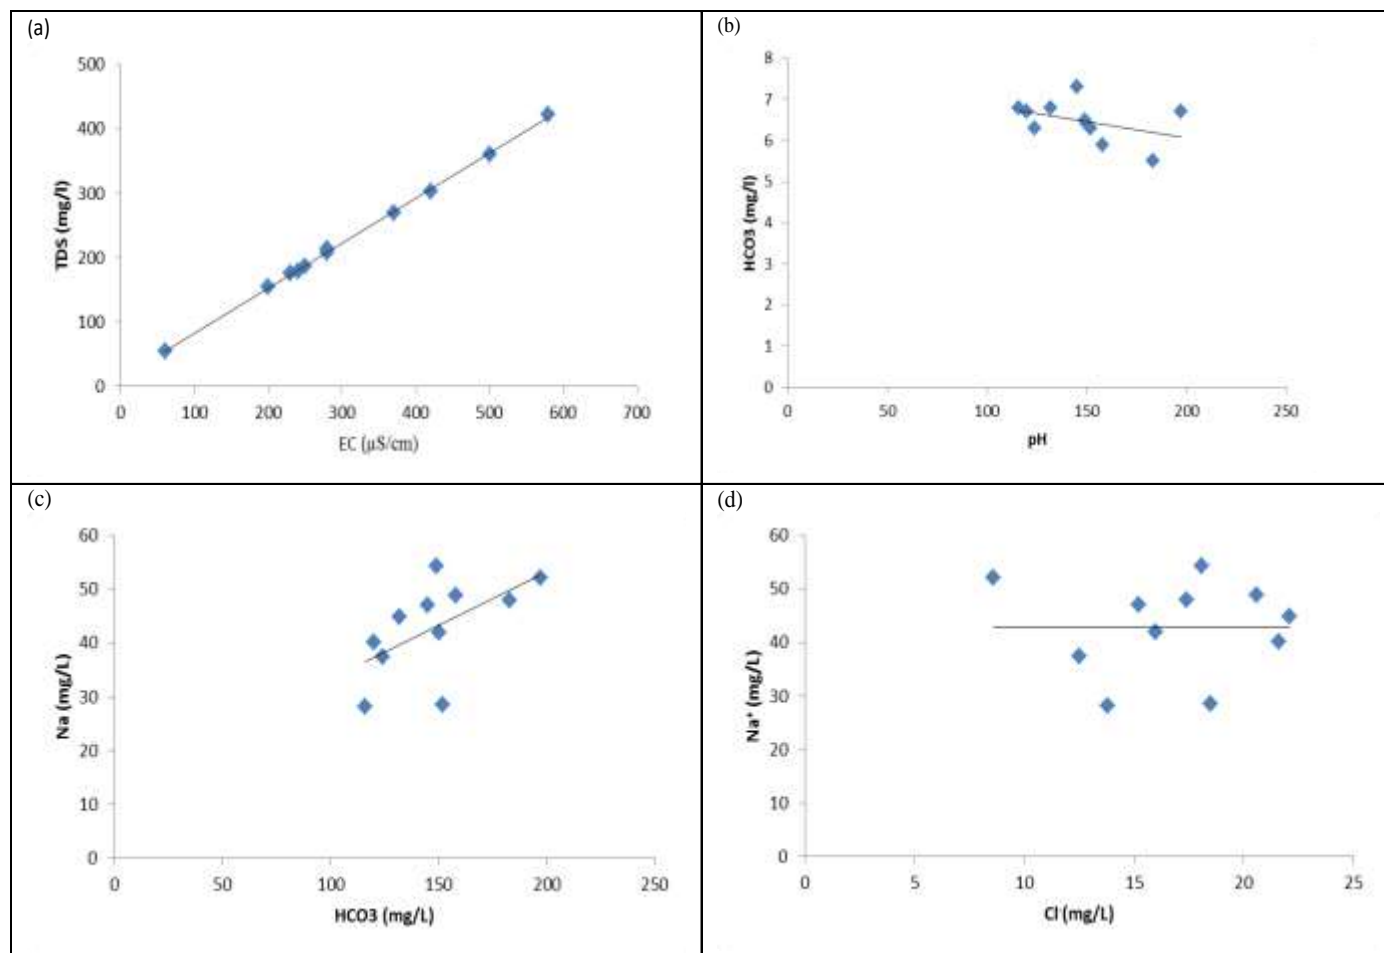 (a)
500
400
300
200
100
0
TDS (mg/l)
0 100 200 300 400 500 600 700
EC (µS/cm)
(b)
8
7
6
5
4
3
2
1
0
HCO3 (mg/l)
0 50 100 150 200 250
pH
(c)
60
50
40
30
20
10
0
Na (mg/L)
0 50 100 150 200 250
HCO3 (mg/L)
(d)
60
50
40
30
20
10
0
Na⁺ (mg/L)
0 5 10 15 20 25
Cl⁻(mg/L)